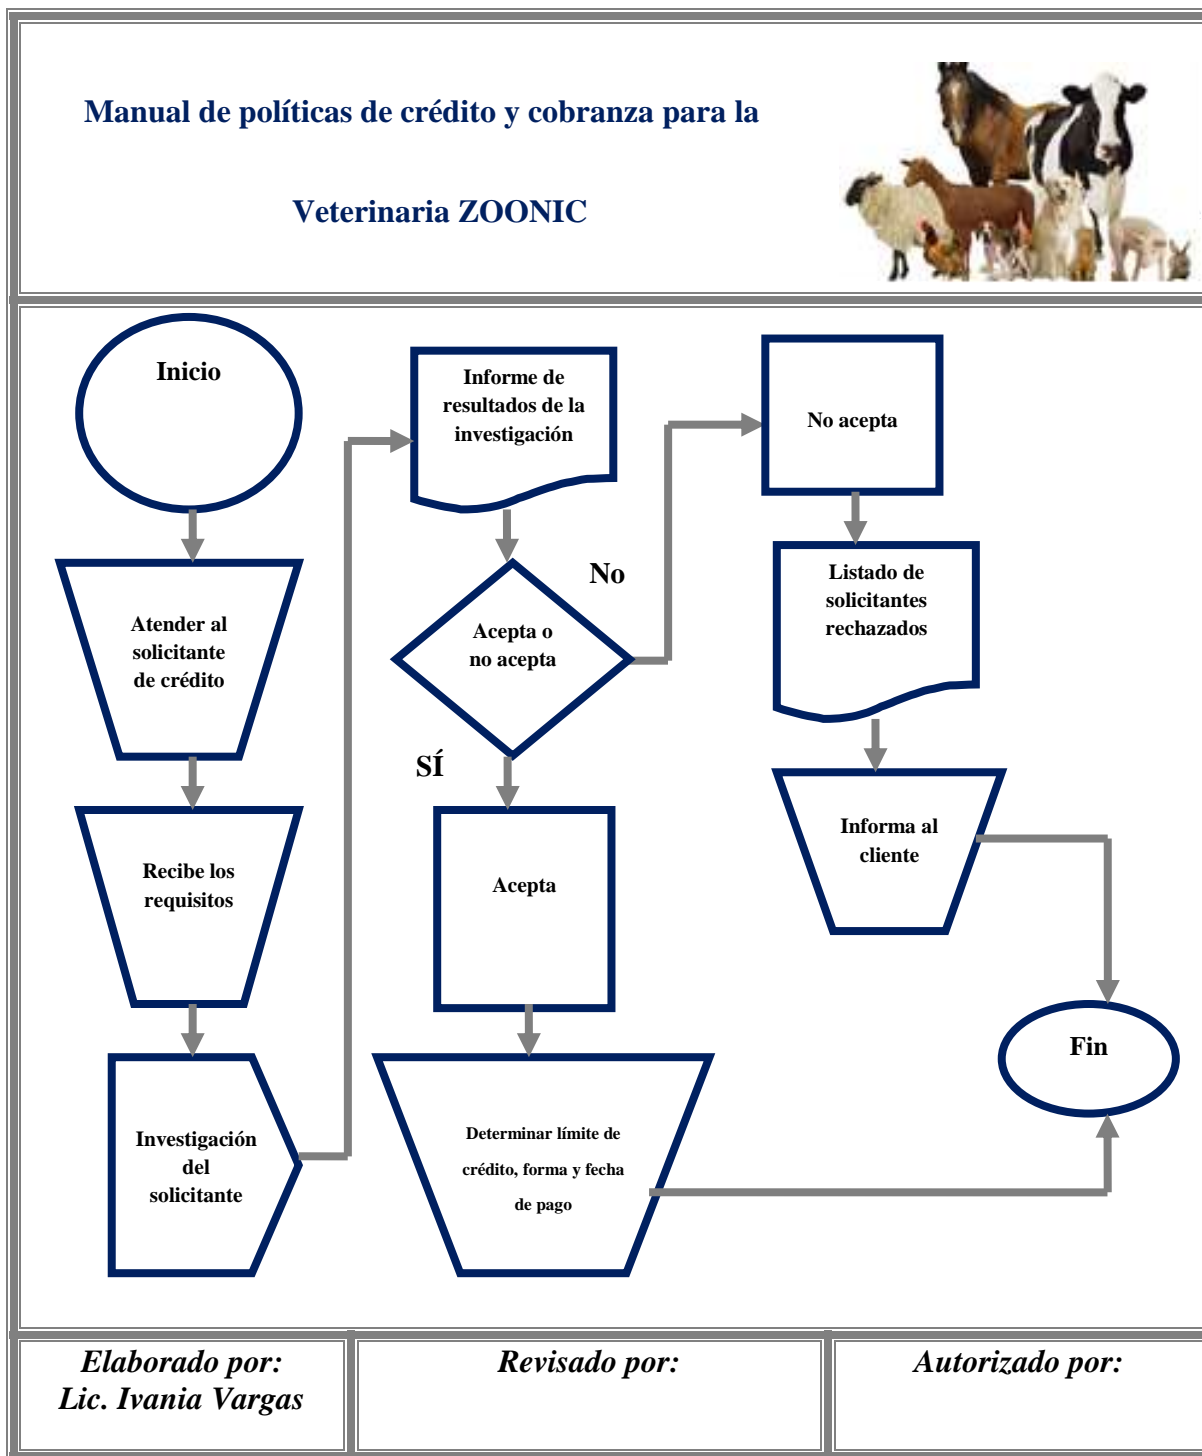 Manual de políticas de crédito y cobranza para la
Veterinaria ZOONIC
Inicio
Atender al
solicitante
de crédito
Recibe los
requisitos
Investigación
del
solicitante
Informe de
resultados de la
investigación
Acepta o
no acepta
No
SÍ
Acepta
Determinar límite de
crédito, forma y fecha
de pago
No acepta
Listado de
solicitantes
rechazados
Informa al
cliente
Fin
Elaborado por:
Lic. Ivania Vargas
Revisado por:
Autorizado por: